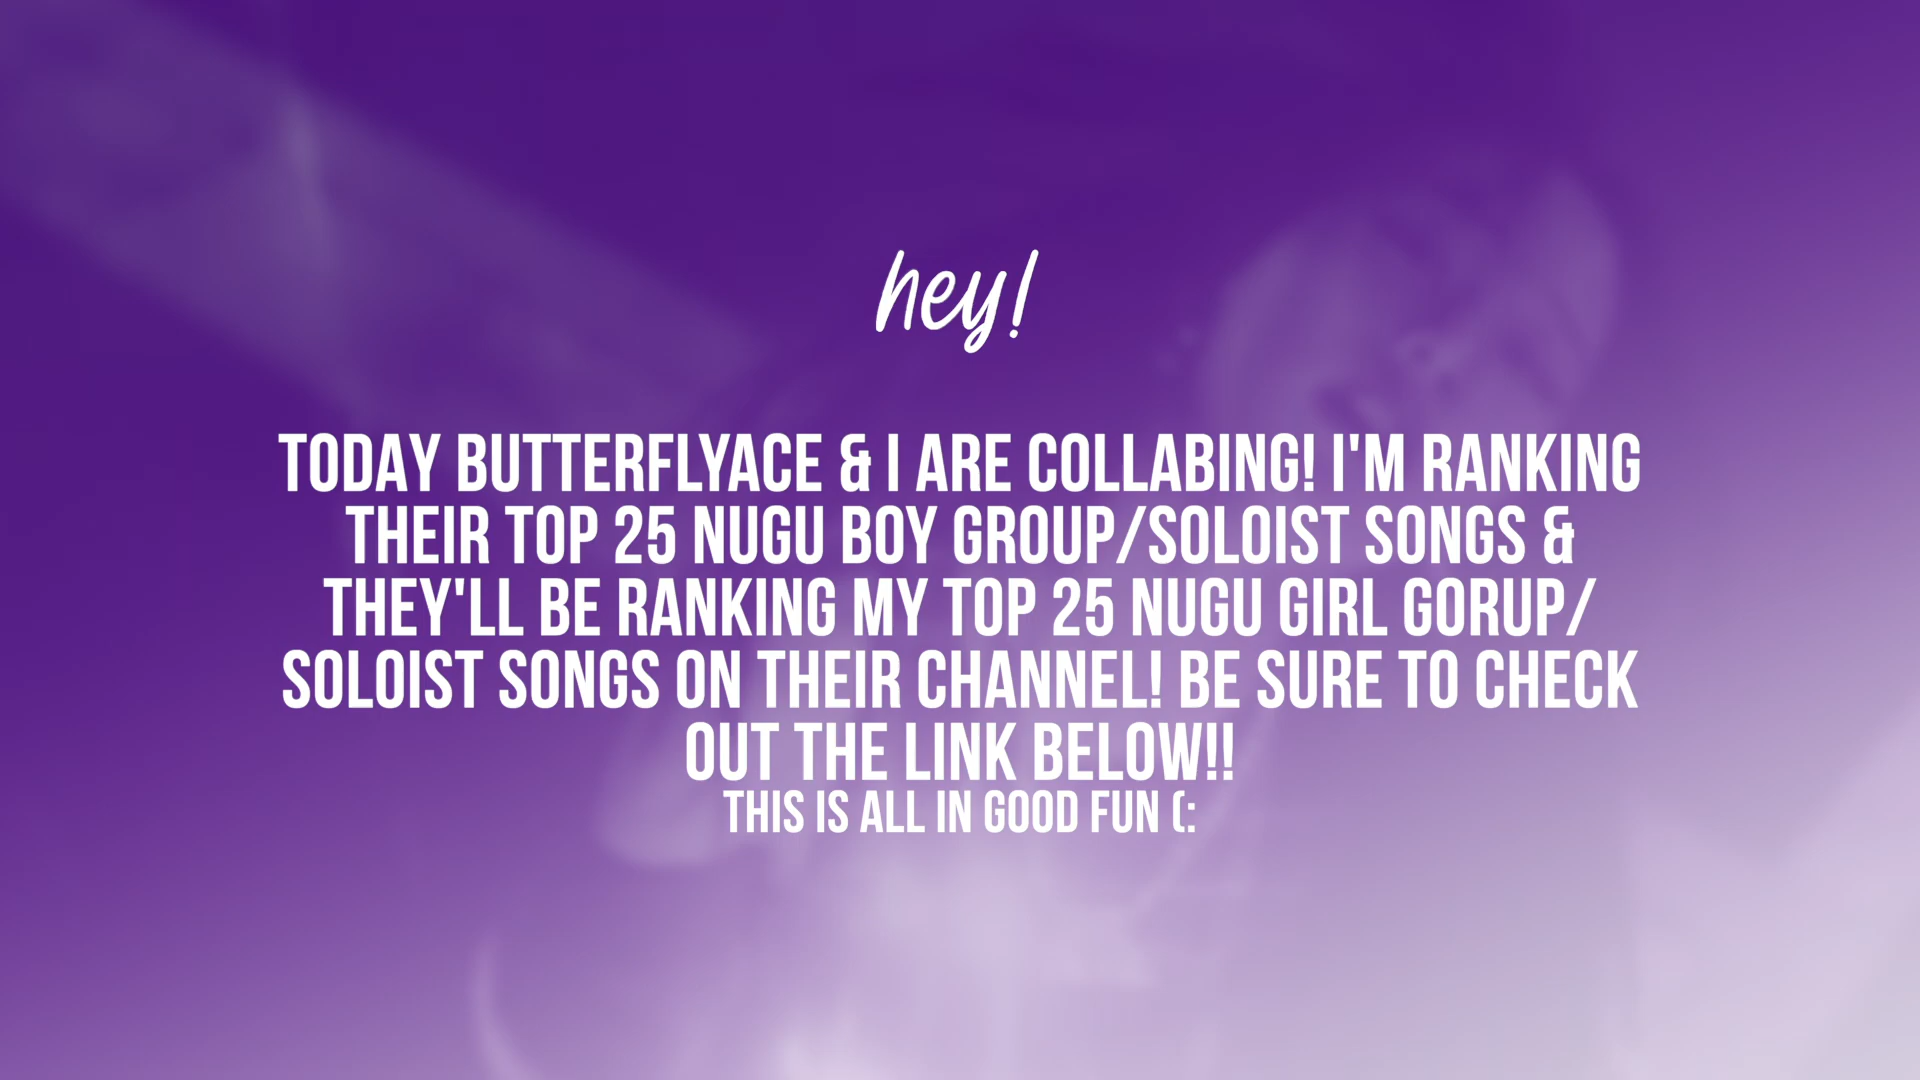 hey!
TODAY BUTTERFLYACE & I ARE COLLABING! I'M RANKING
THEIR TOP 25 NUGU BOY GROUP/SOLOIST SONGS &
THEY'LL BE RANKING MY TOP 25 NUGU GIRL GORUP/
SOLOIST SONGS ON THEIR CHANNEL! BE SURE TO CHECK
OUT THE LINK BELOW!!
THIS IS ALL IN GOOD FUN (: